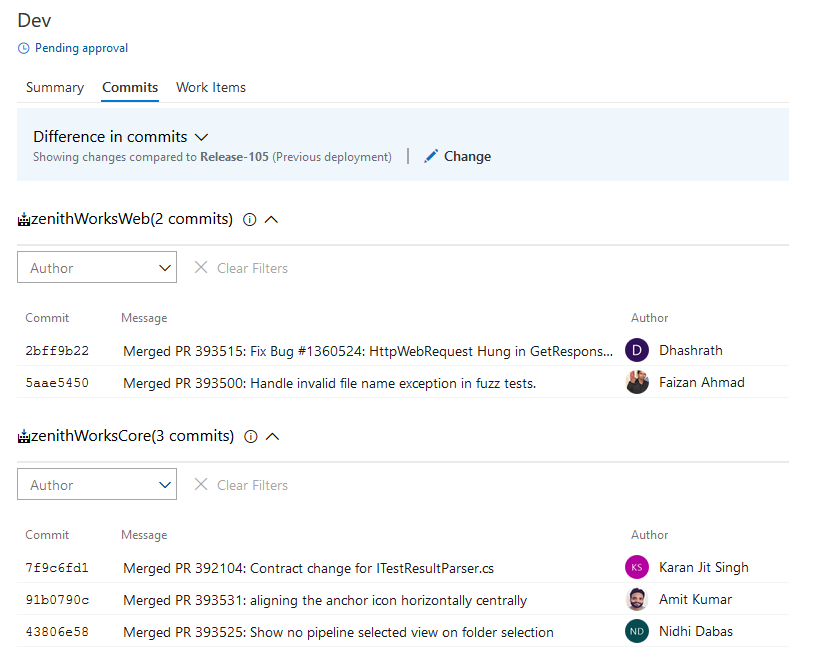 Dev
Pending approval
Summary Commits Work Items
Difference in commits
Showing changes compared to Release-105 (Previous deployment) | Change
zenithWorksWeb(2 commits)
Author Clear Filters
Commit Message Author
2bff9b22 Merged PR 393515: Fix Bug #1360524: HttpWebRequest Hung in GetRespons... D Dhashrath
5aae5450 Merged PR 393500: Handle invalid file name exception in fuzz tests. Faizan Ahmad
zenithWorksCore(3 commits)
Author Clear Filters
Commit Message Author
7f9c6fd1 Merged PR 392104: Contract change for ITestResultParser.cs KS Karan Jit Singh
91b0790c Merged PR 393531: aligning the anchor icon horizontally centrally Amit Kumar
43806e58 Merged PR 393525: Show no pipeline selected view on folder selection ND Nidhi Dabas